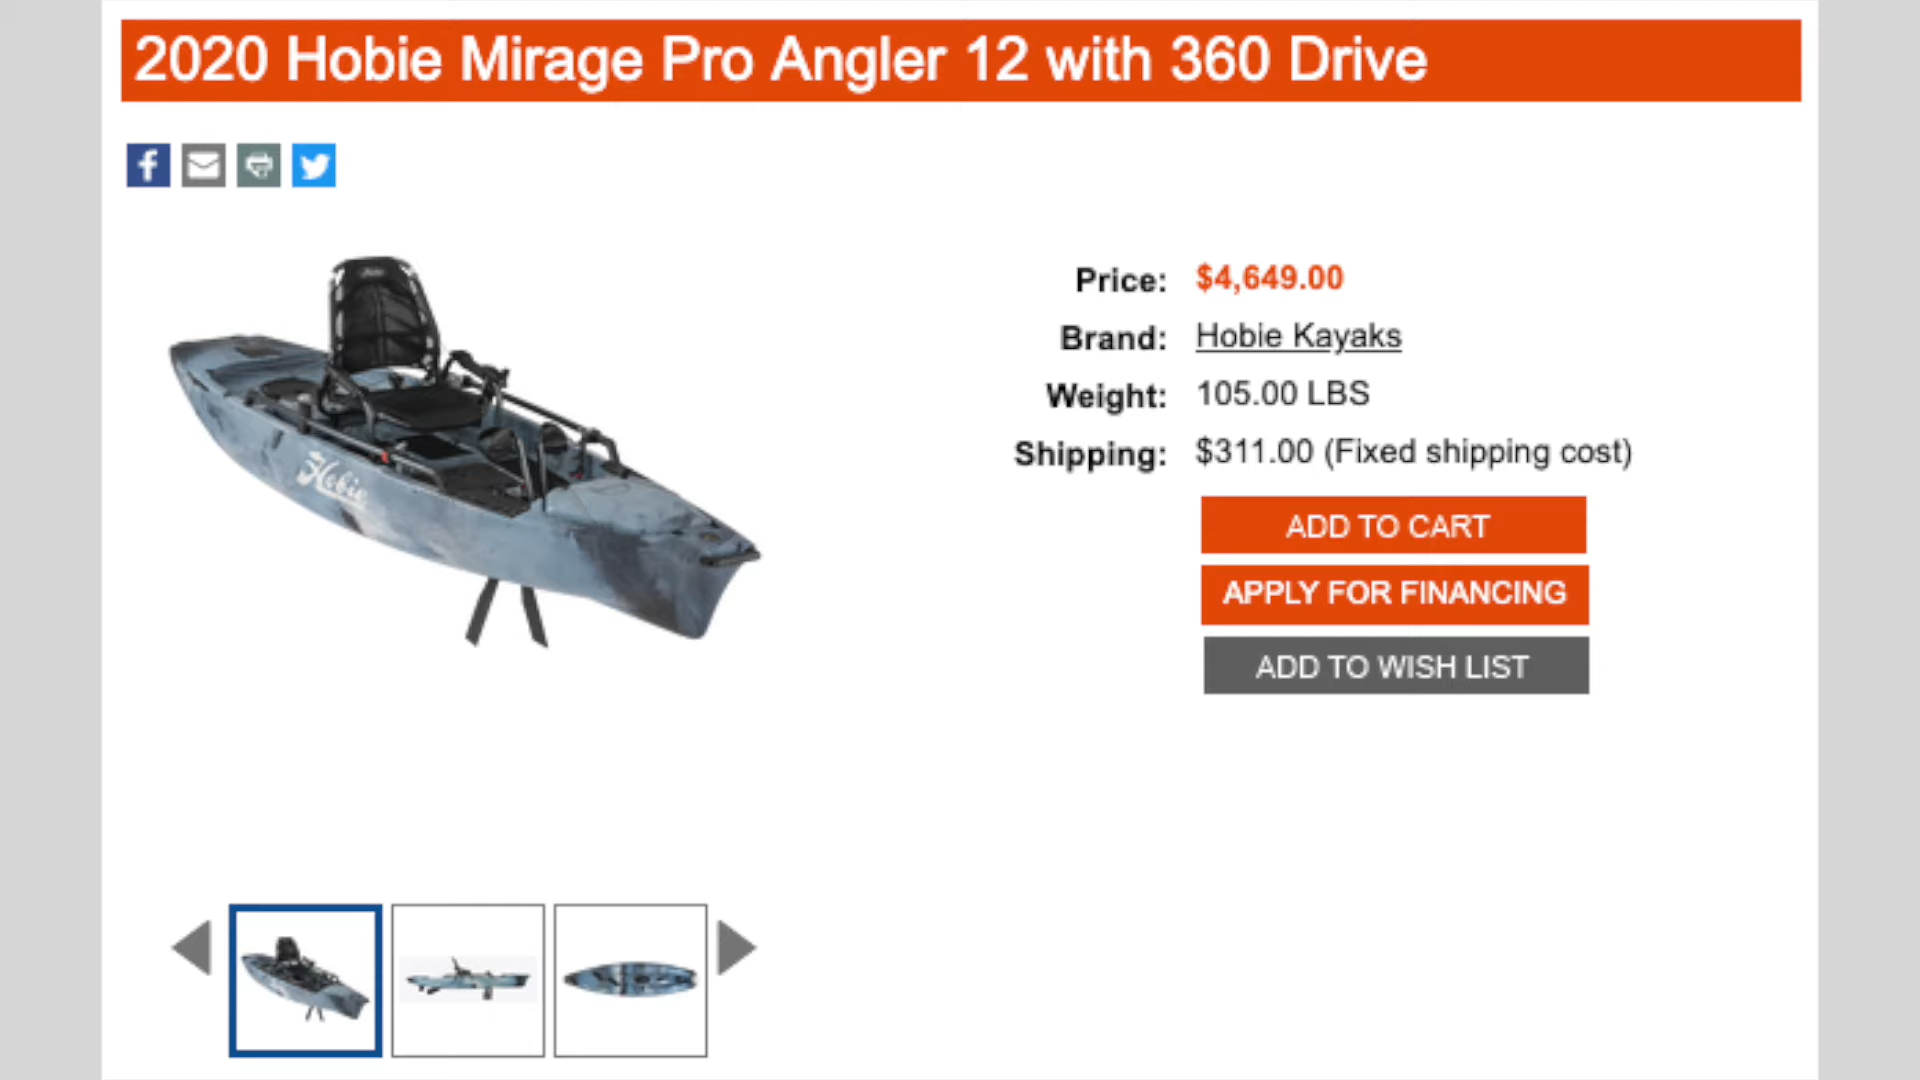 2020 Hobie Mirage Pro Angler 12 with 360 Drive
Hobie
Price: $4,649.00
Brand: Hobie Kayaks
Weight: 105.00 LBS
Shipping: $311.00 (Fixed shipping cost)
ADD TO CART
APPLY FOR FINANCING
ADD TO WISH LIST